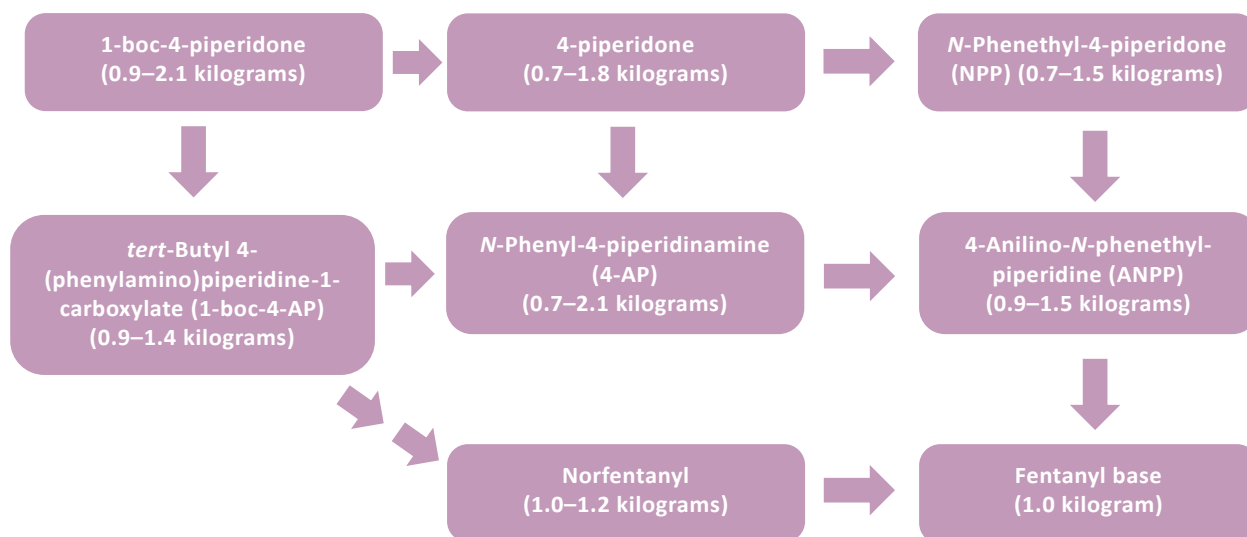 1-boc-4-piperidone
(0.9–2.1 kilograms)
4-piperidone
(0.7–1.8 kilograms)
N-Phenethyl-4-piperidone
(NPP) (0.7–1.5 kilograms)
tert-Butyl 4-
(phenylamino)piperidine-1-
carboxylate (1-boc-4-AP)
(0.9–1.4 kilograms)
N-Phenyl-4-piperidinamine
(4-AP)
(0.7–2.1 kilograms)
4-Anilino-N-phenethyl-
piperidine (ANPP)
(0.9–1.5 kilograms)
Norfentanyl
(1.0–1.2 kilograms)
Fentanyl base
(1.0 kilogram)